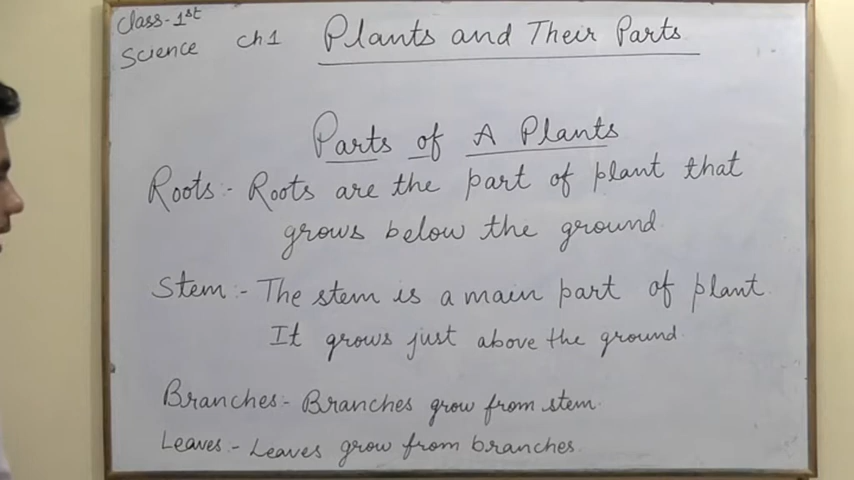 Class-1st
Science ch1 Plants and Their Parts
Parts of A Plants
Roots:- Roots are the part of plant that
grows below the ground
Stem:- The stem is a main part of plant.
It grows just above the ground.
Branches- Branches grow from stem.
Leaves- Leaves grow from branches.